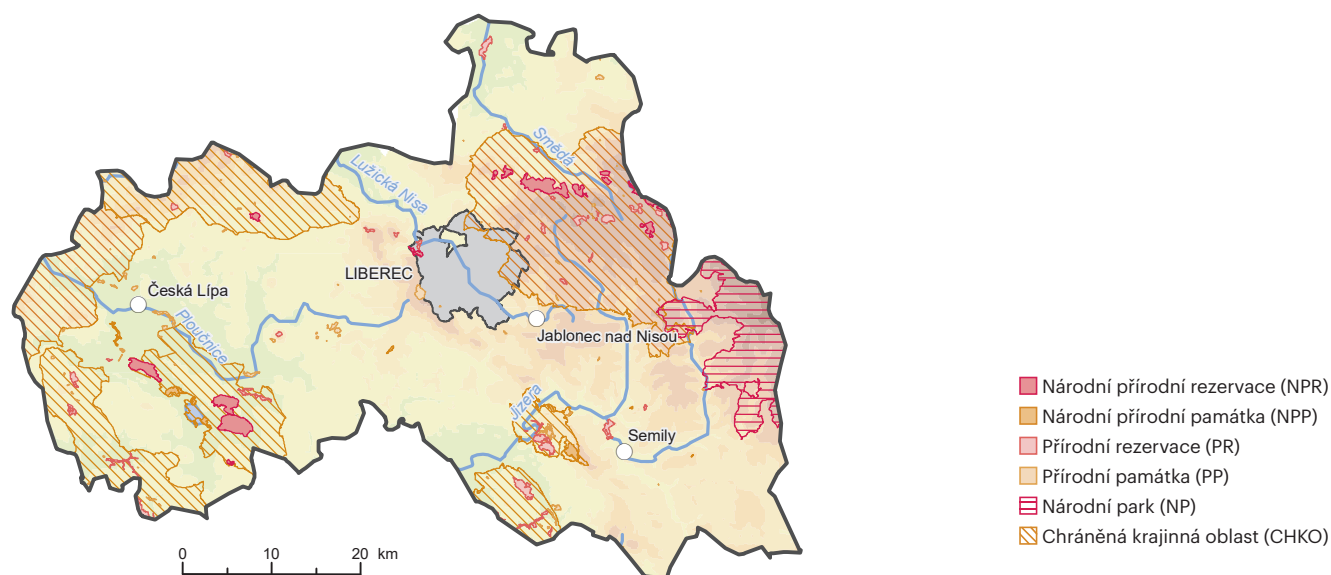 Smědá
Lužická Nisa
LIBEREC
Česká Lípa
Ploučnice
Jablonec nad Nisou
Jizera
Semily
0 10 20 km
Národní přírodní rezervace (NPR)
Národní přírodní památka (NPP)
Přírodní rezervace (PR)
Přírodní památka (PP)
Národní park (NP)
Chráněná krajinná oblast (CHKO)